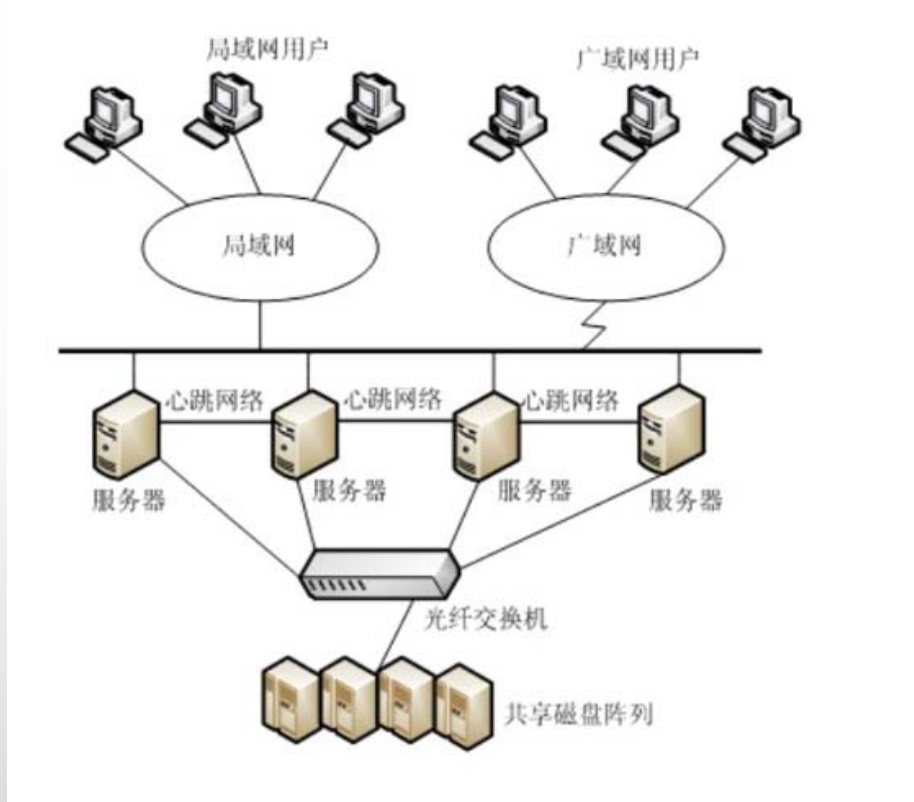 局域网用户
广域网用户
局域网
广域网
心跳网络
心跳网络
心跳网络
服务器
服务器
服务器
服务器
光纤交换机
共享磁盘阵列